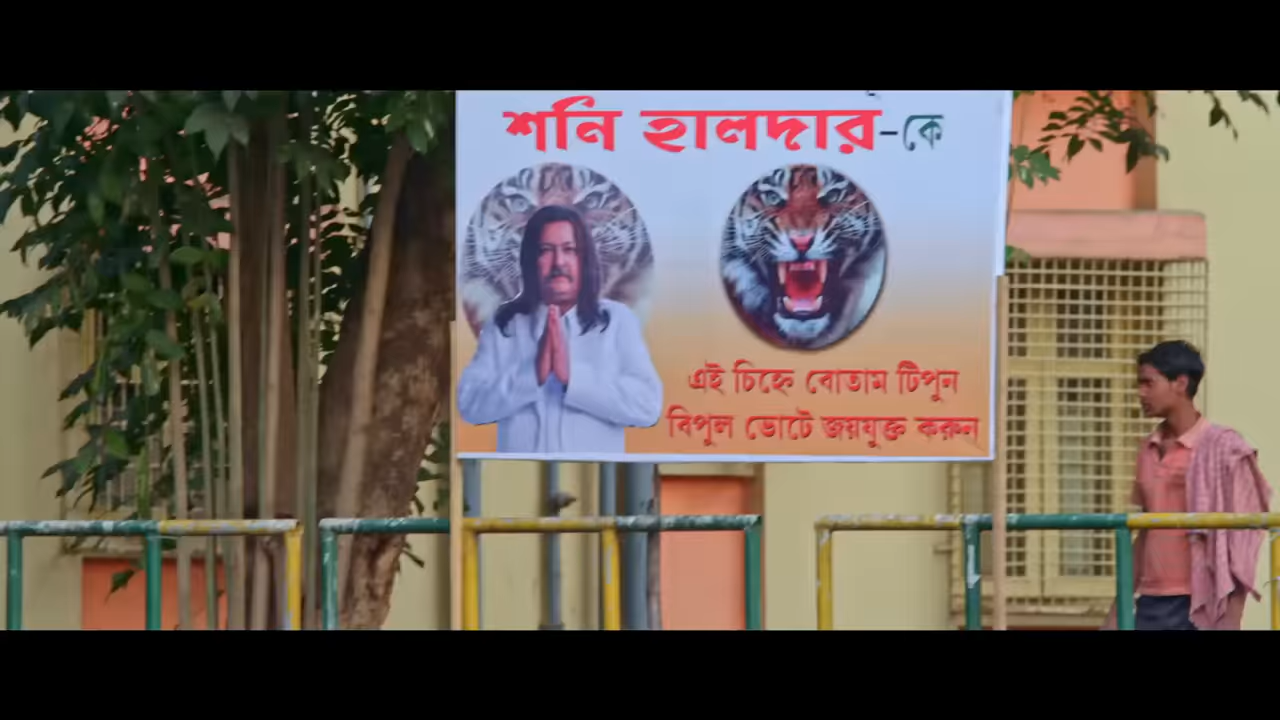 শনি হালদার-কে
এই চিহ্নে বোতাম টিপুন
বিপুল ভোটে জয়যুক্ত করুন